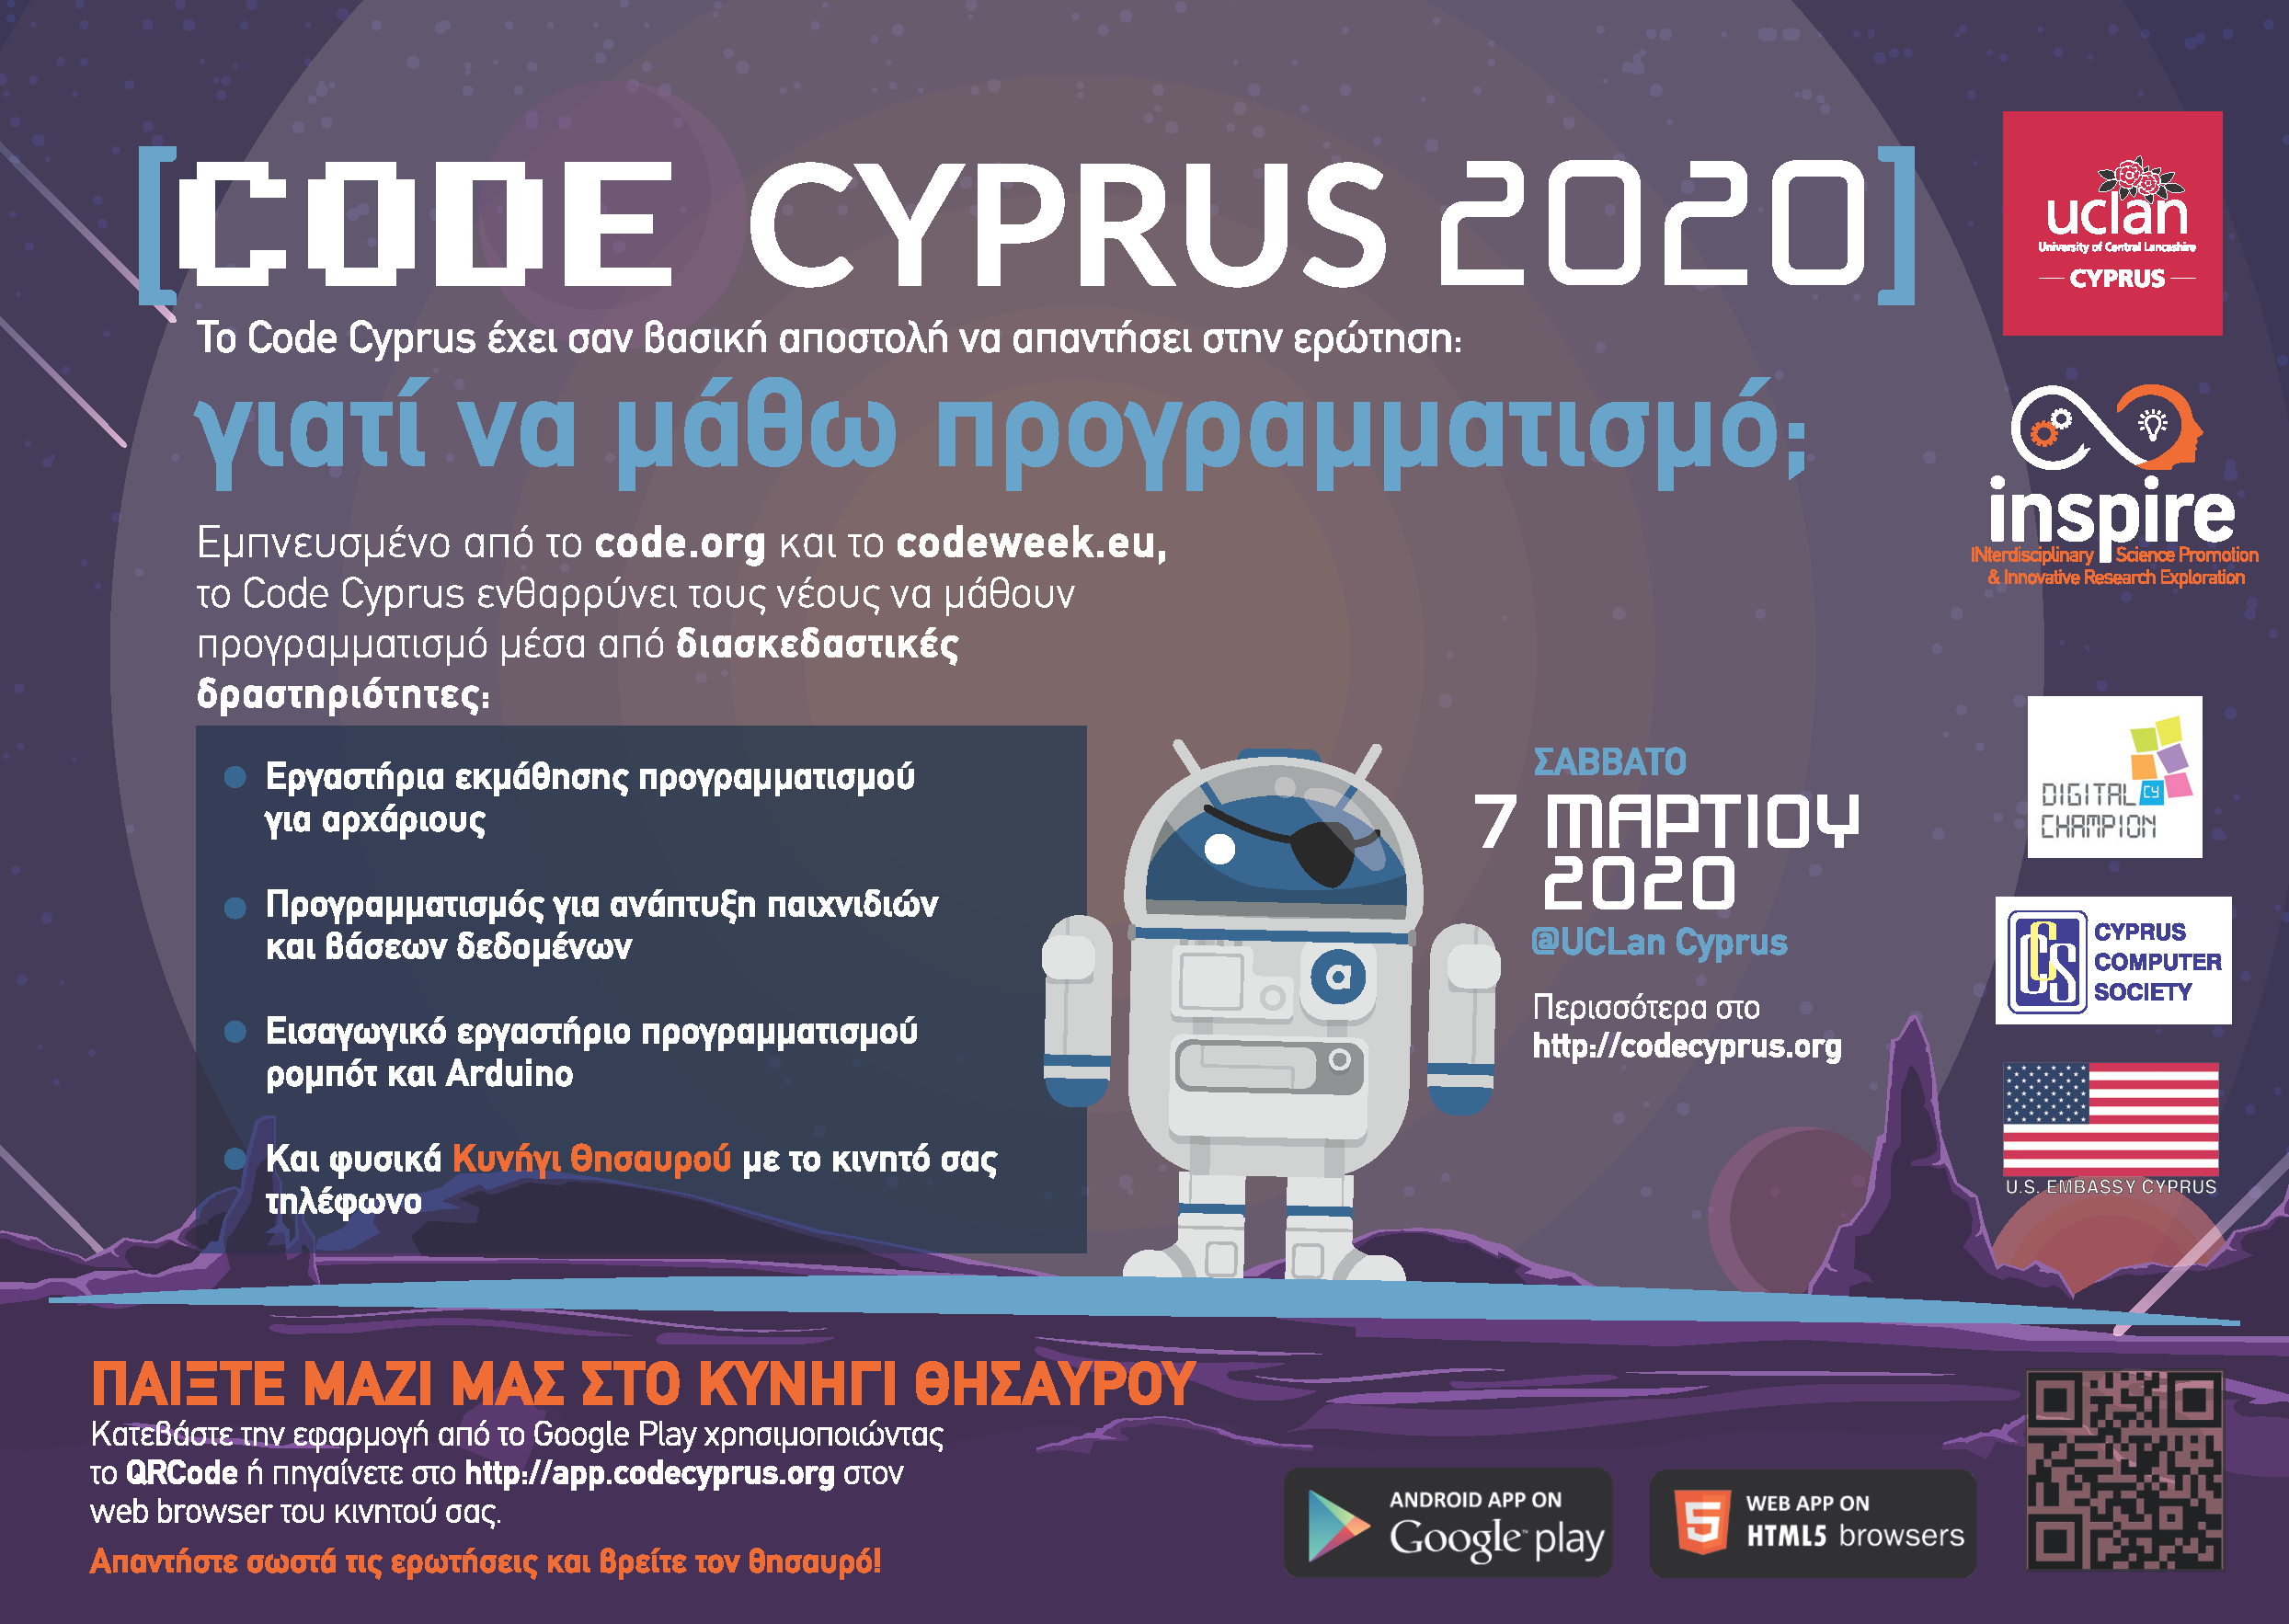 [CODE CYPRUS 2020]
Το Code Cyprus έχει σαν βασική αποστολή να απαντήσει στην ερώτηση:
γιατί να μάθω προγραμματισμό;
Εμπνευσμένο από το code.org και το codeweek.eu,
το Code Cyprus ενθαρρύνει τους νέους να μάθουν
προγραμματισμό μέσα από διασκεδαστικές
δραστηριότητες:
Εργαστήρια εκμάθησης προγραμματισμού
για αρχάριους
Προγραμματισμός για ανάπτυξη παιχνιδιών
και βάσεων δεδομένων
Εισαγωγικό εργαστήριο προγραμματισμού
ρομπότ και Arduino
Και φυσικά Κυνήγι Θησαυρού με το κινητό σας
τηλέφωνο
ΣΑΒΒΑΤΟ
7 ΜΑΡΤΙΟΥ
2020
@UCLan Cyprus
Περισσότερα στο
http://codecyprus.org
uclan
University of Central Lancashire
CYPRUS
inspire
INterdisciplinary Science Promotion
& Innovative Research Exploration
DIGITAL CY
CHAMPION
CCS
CYPRUS
COMPUTER
SOCIETY
U.S. EMBASSY CYPRUS
ΠΑΙΞΤΕ ΜΑΖΙ ΜΑΣ ΣΤΟ ΚΥΝΗΓΙ ΘΗΣΑΥΡΟΥ
Κατεβάστε την εφαρμογή από το Google Play χρησιμοποιώντας
το QRCode ή πηγαίνετε στο http://app.codecyprus.org στον
web browser του κινητού σας.
Απαντήστε σωστά τις ερωτήσεις και βρείτε τον θησαυρό!
ANDROID APP ON
Google play
5
WEB APP ON
HTML5 browsers